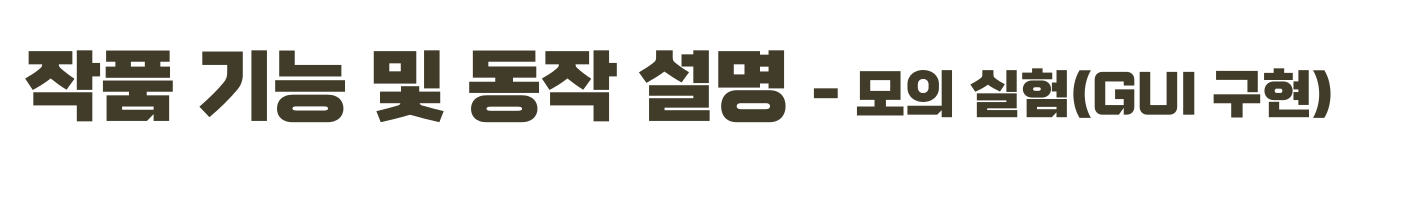 작품 기능 및 동작 설명 - 모의 실험(GUI 구현)